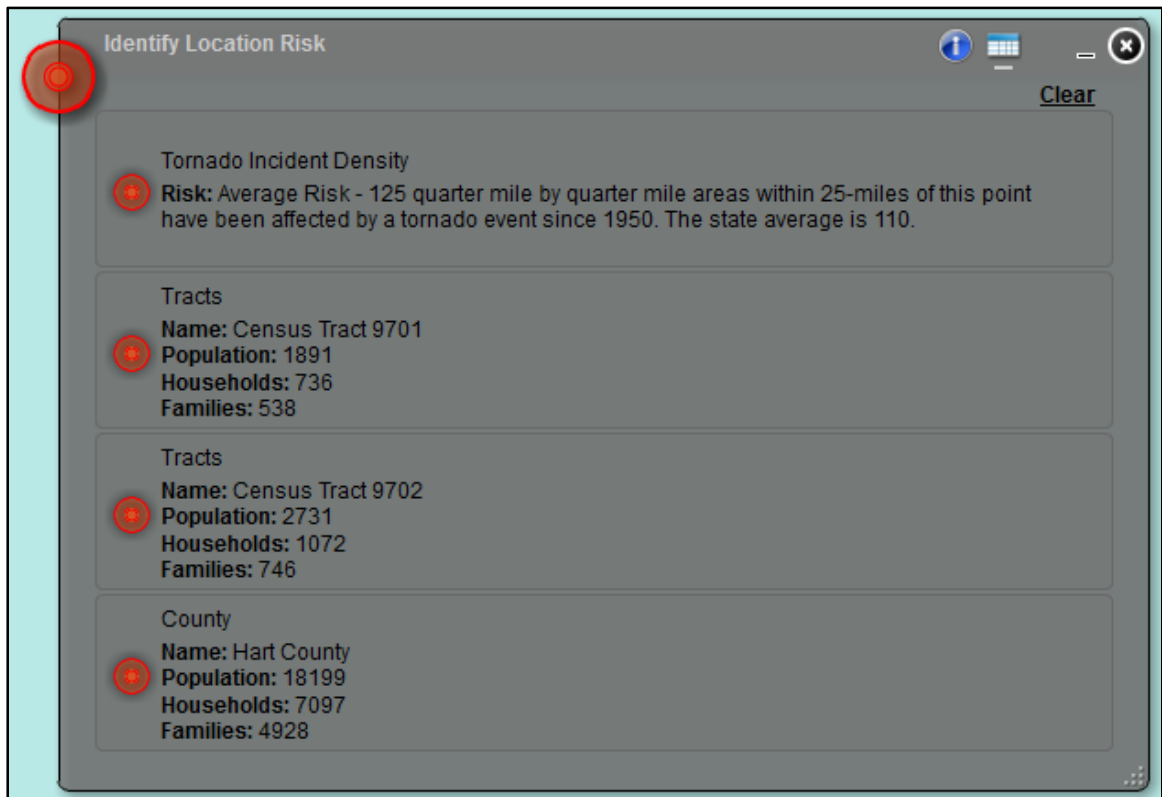 Identify Location Risk
Clear
Tornado Incident Density
Risk: Average Risk - 125 quarter mile by quarter mile areas within 25-miles of this point
have been affected by a tornado event since 1950. The state average is 110.
Tracts
Name: Census Tract 9701
Population: 1891
Households: 736
Families: 538
Tracts
Name: Census Tract 9702
Population: 2731
Households: 1072
Families: 746
County
Name: Hart County
Population: 18199
Households: 7097
Families: 4928